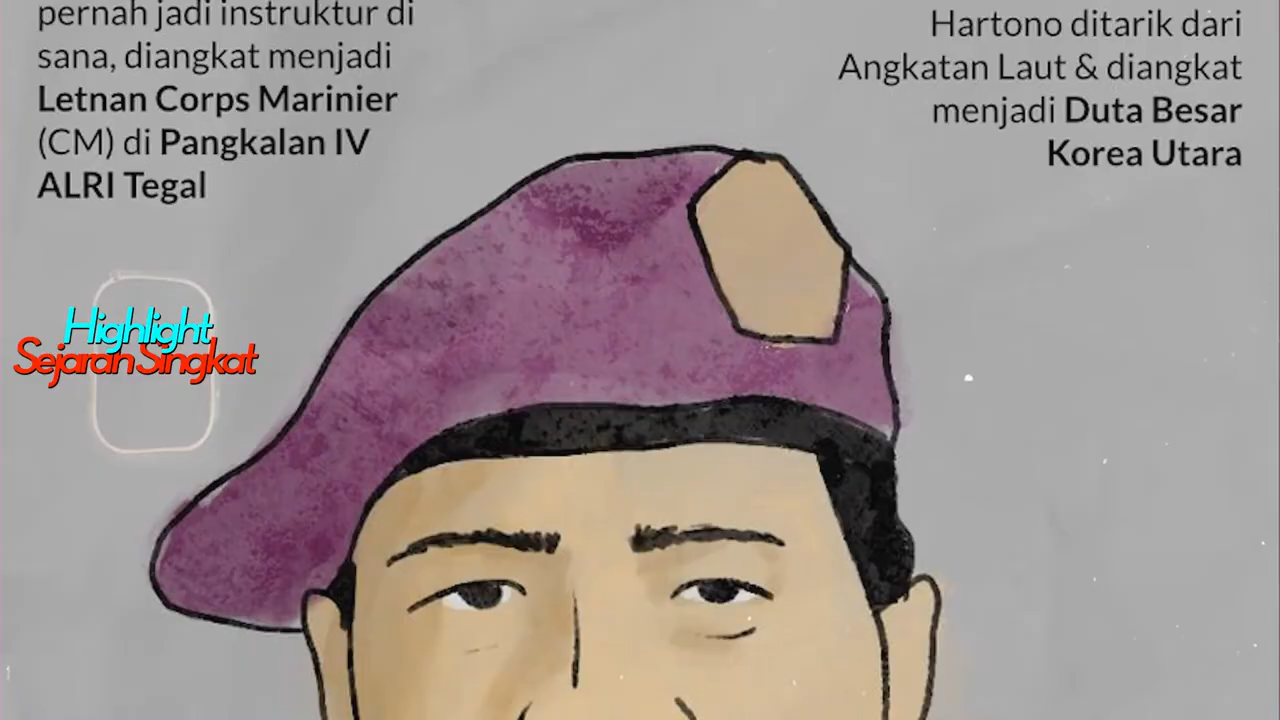 pernah jadi instruktur di
sana, diangkat menjadi
Letnan Corps Marinier
(CM) di Pangkalan IV
ALRI Tegal
Hartono ditarik dari
Angkatan Laut & diangkat
menjadi Duta Besar
Korea Utara
Highlight
Sejarah Singkat